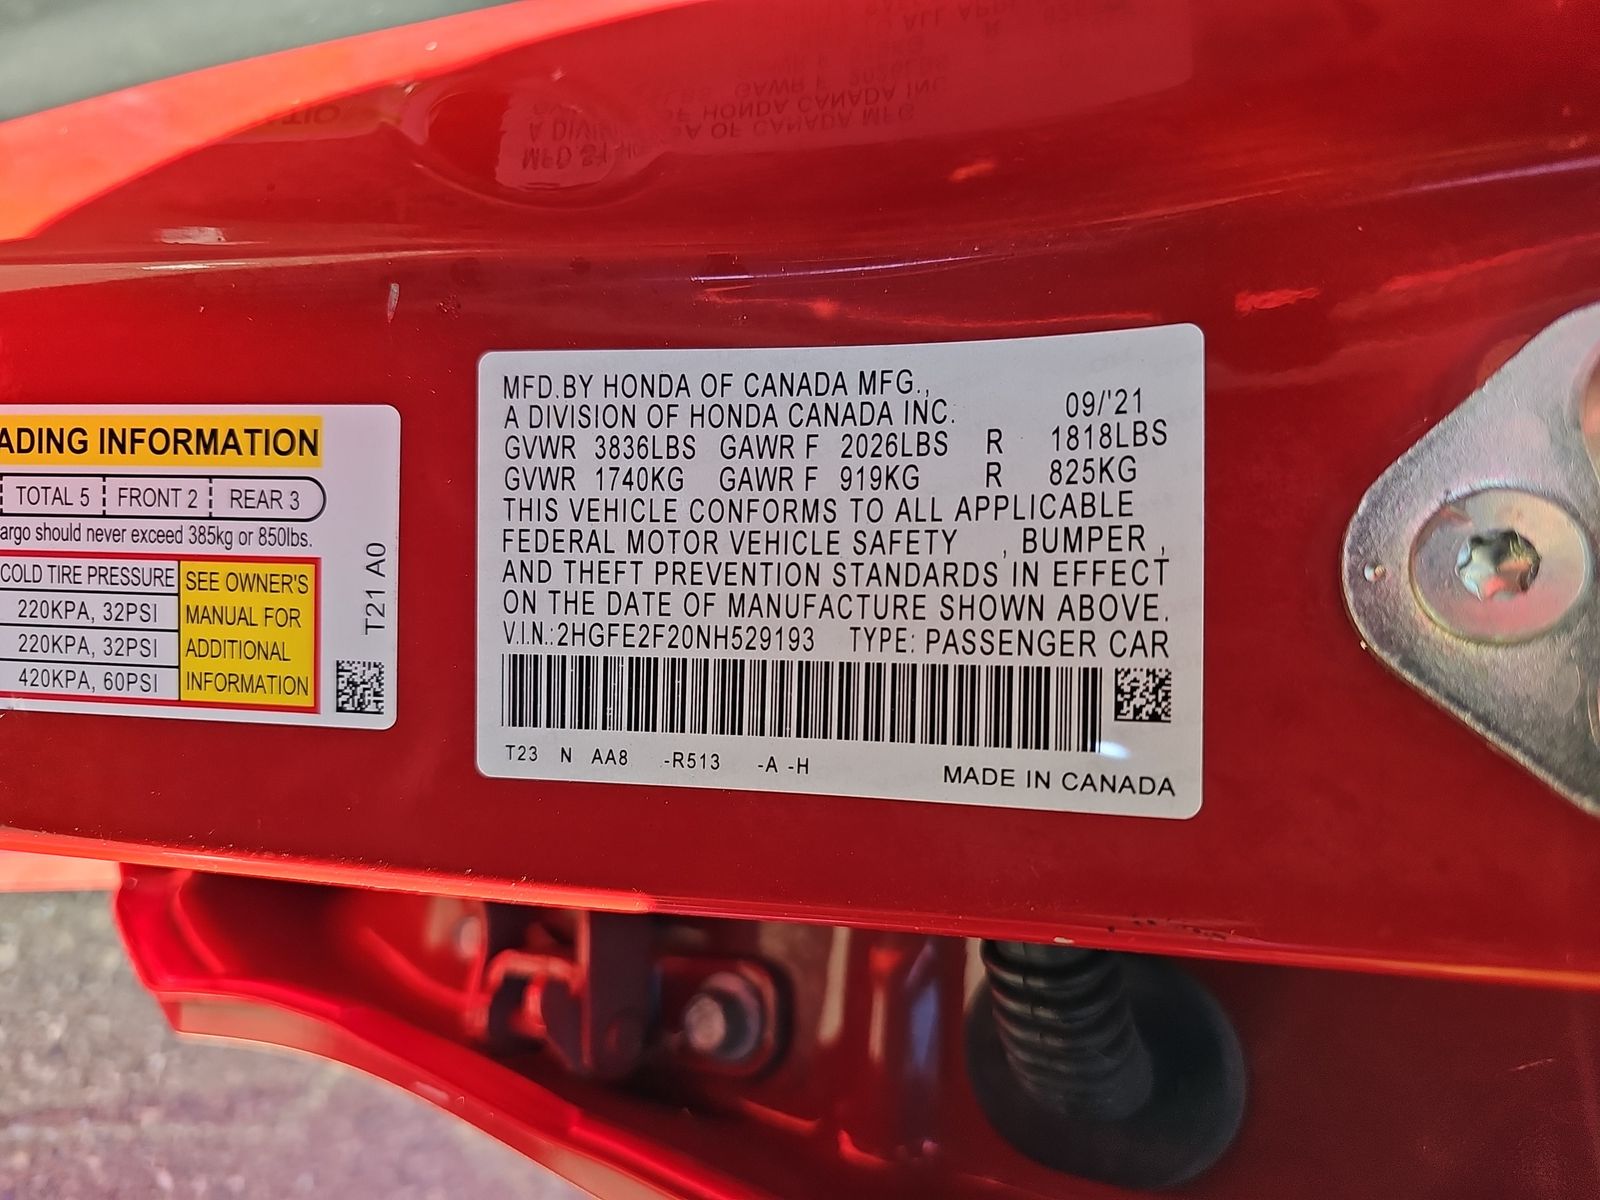 ADING INFORMATION
TOTAL 5 FRONT 2 REAR 3
argo should never exceed 385kg or 850lbs.
COLD TIRE PRESSURE
220KPA, 32PSI
220KPA, 32PSI
420KPA, 60PSI
SEE OWNER'S
MANUAL FOR
ADDITIONAL
INFORMATION
T21 A0
MFD.BY HONDA OF CANADA MFG.,
A DIVISION OF HONDA CANADA INC. 09/'21
GVWR 3836LBS GAWR F 2026LBS R 1818LBS
GVWR 1740KG GAWR F 919KG R 825KG
THIS VEHICLE CONFORMS TO ALL APPLICABLE
FEDERAL MOTOR VEHICLE SAFETY , BUMPER ,
AND THEFT PREVENTION STANDARDS IN EFFECT
ON THE DATE OF MANUFACTURE SHOWN ABOVE.
V.I.N.:2HGFE2F20NH529193 TYPE: PASSENGER CAR
T23 N AA8 -R513 -A -H
MADE IN CANADA